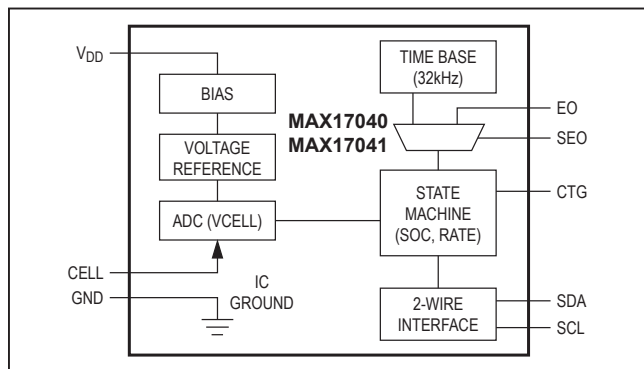 VDD
TIME BASE
(32kHz)
BIAS
EO
MAX17040
MAX17041
SEO
VOLTAGE
REFERENCE
STATE
MACHINE
(SOC, RATE)
CTG
ADC (VCELL)
CELL
GND
IC
GROUND
2-WIRE
INTERFACE
SDA
SCL